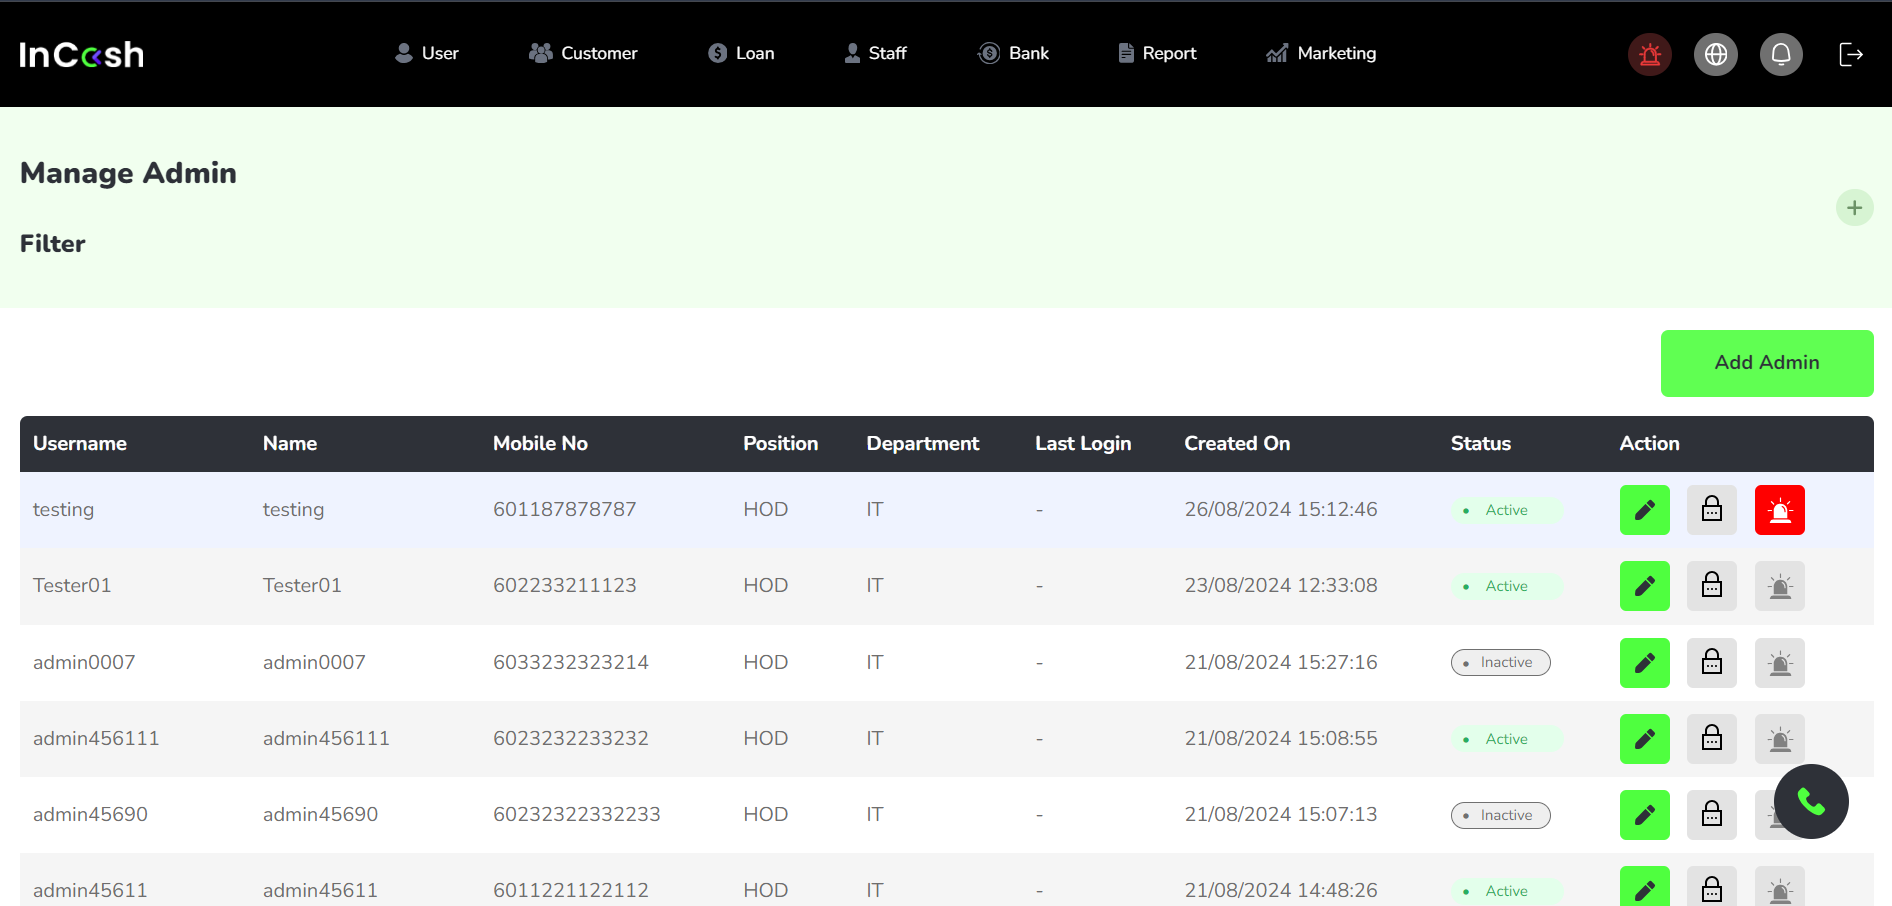 InCash
User Customer Loan Staff Bank Report Marketing
Manage Admin
Filter
Add Admin
Username Name Mobile No Position Department Last Login Created On Status Action
testing testing 601187878787 HOD IT - 26/08/2024 15:12:46 Active
Tester01 Tester01 602233211123 HOD IT - 23/08/2024 12:33:08 Active
admin0007 admin0007 6033232323214 HOD IT - 21/08/2024 15:27:16 Inactive
admin456111 admin456111 6023232233232 HOD IT - 21/08/2024 15:08:55 Active
admin45690 admin45690 60232322332233 HOD IT - 21/08/2024 15:07:13 Inactive
admin45611 admin45611 6011221122112 HOD IT - 21/08/2024 14:48:26 Active